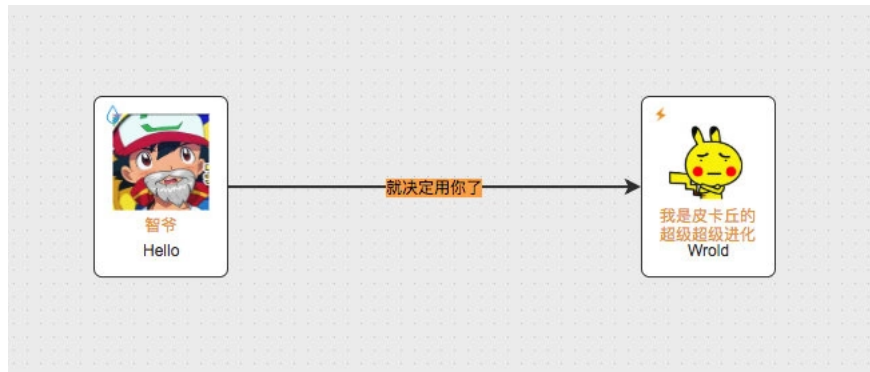 智爷
Hello
就决定用你了
我是皮卡丘的
超级超级进化
Wrold